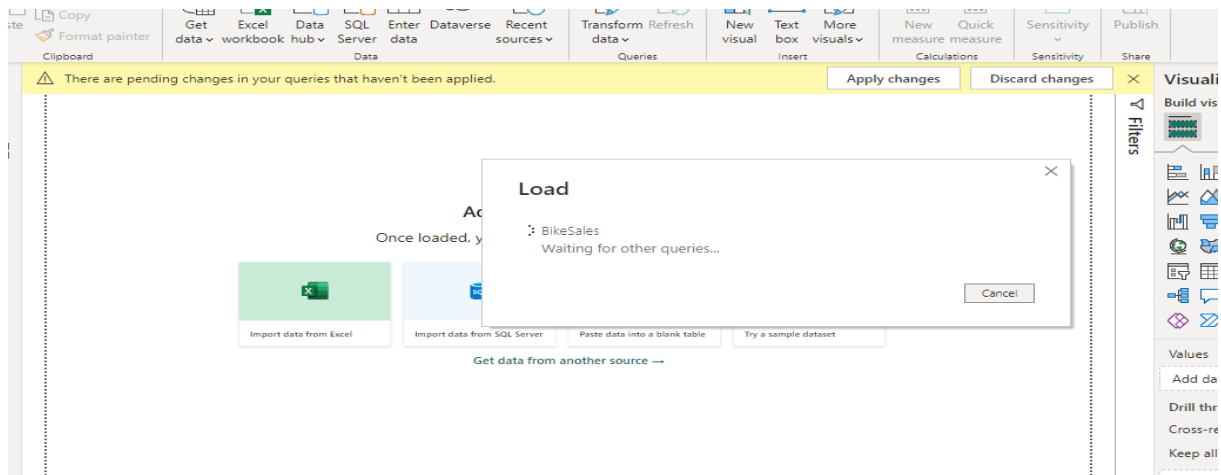 Copy
Format painter
Clipboard
Get data
Excel workbook
Data hub
SQL Server
Enter data
Dataverse
Recent sources
Data
Transform data
Refresh
Queries
New visual
Text box
More visuals
Insert
New measure
Quick measure
Calculations
Sensitivity
Sensitivity
Publish
Share
There are pending changes in your queries that haven't been applied.
Apply changes
Discard changes
Filters
Build vis
Load
BikeSales
Waiting for other queries...
Cancel
Once loaded, y
Import data from Excel
Import data from SQL Server
Paste data into a blank table
Try a sample dataset
Get data from another source →
Values
Add da
Drill thr
Cross-re
Keep all